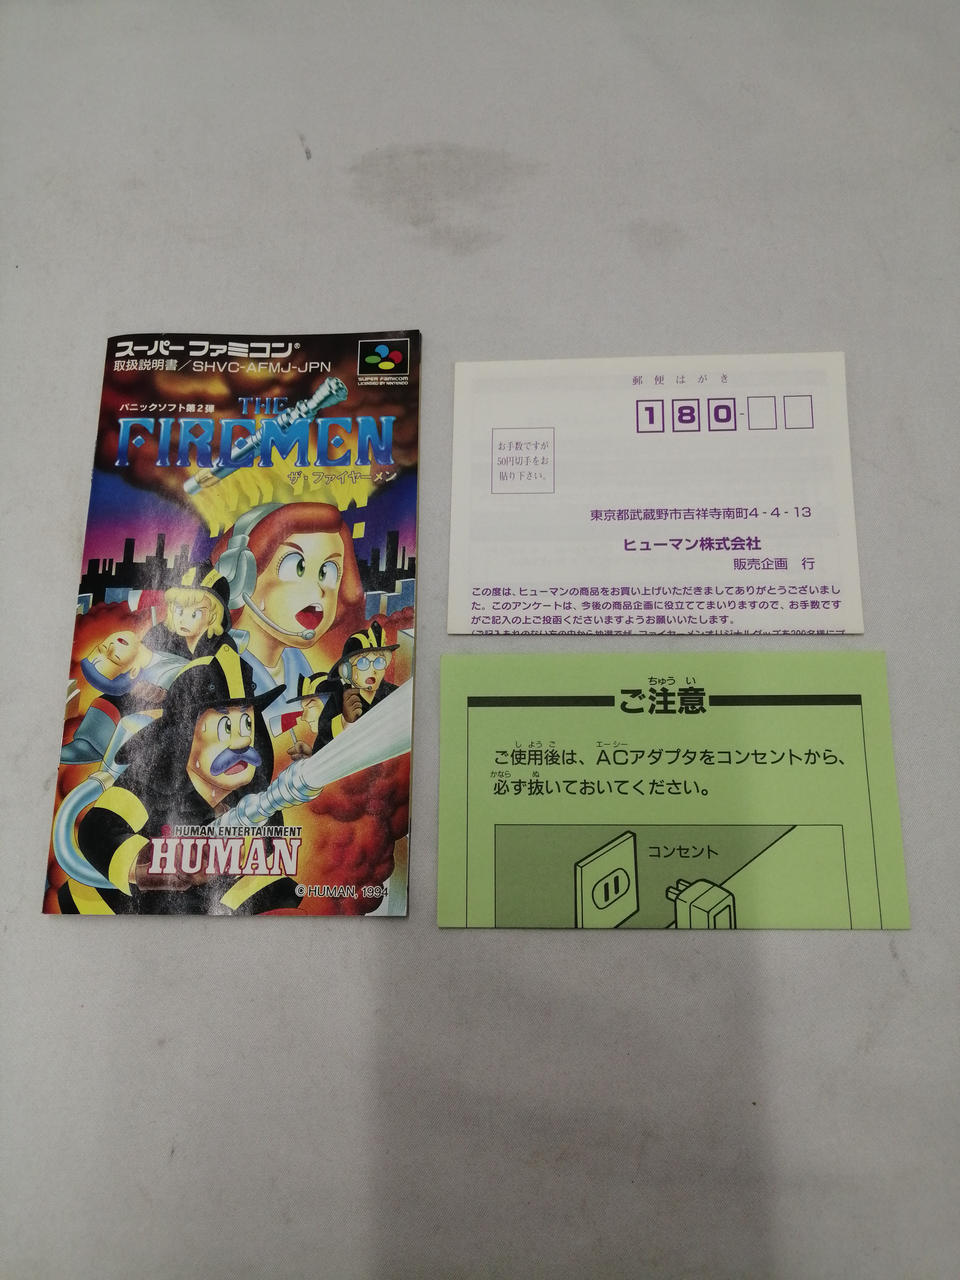 スーパーファミコン®
取扱説明書/SHVC-AFMJ-JPN
SUPER FAMICOM
LICENSED BY NINTENDO
パニックソフト第2弾
THE
FIREMEN
ザ・ファイヤーメン
HUMAN ENTERTAINMENT
HUMAN
© HUMAN, 1994
郵便はがき
180-
お手数ですが
50円切手をお
貼り下さい。
東京都武蔵野市吉祥寺南町4-4-13
ヒューマン株式会社
販売企画 行
この度は、ヒューマンの商品をお買い上げいただきましてありがとうございまし
た。このアンケートは、今後の商品企画に役立ててまいりますので、お手数です
がご記入の上ご投函くださいますようお願いいたします。
ちゅう い
ご注意
し よう ご
エーシー
ご使用後は、ACアダプタをコンセントから、
かなら ぬ
必ず抜いておいてください。
コンセント